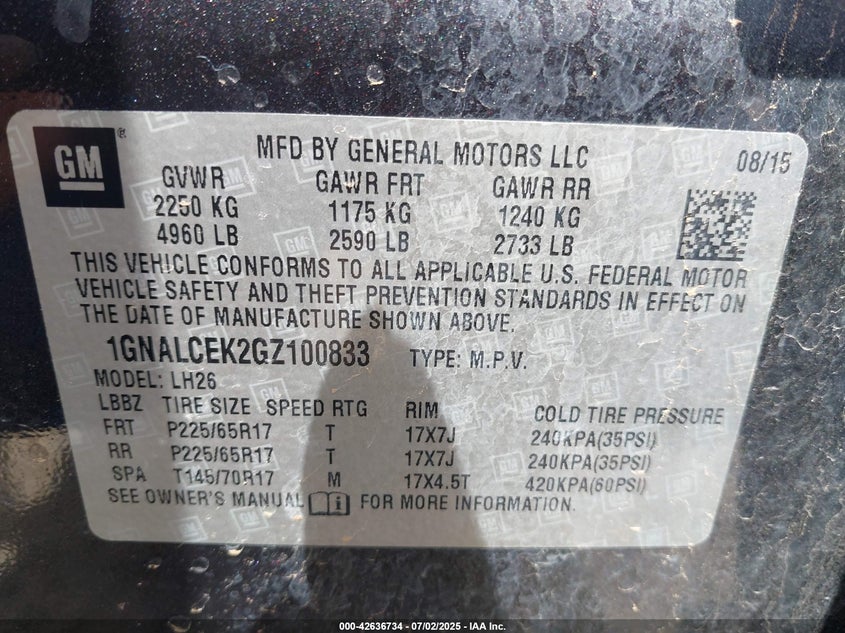 GM
®
MFD BY GENERAL MOTORS LLC 08/15
GVWR GAWR FRT GAWR RR
2250 KG 1175 KG 1240 KG
4960 LB 2590 LB 2733 LB
THIS VEHICLE CONFORMS TO ALL APPLICABLE U.S. FEDERAL MOTOR
VEHICLE SAFETY AND THEFT PREVENTION STANDARDS IN EFFECT ON
THE DATE OF MANUFACTURE SHOWN ABOVE.
1GNALCEK2GZ100833 TYPE: M.P.V.
MODEL: LH26
LBBZ TIRE SIZE SPEED RTG RIM COLD TIRE PRESSURE
FRT P225/65R17 T 17X7J 240KPA(35PSI)
RR P225/65R17 T 17X7J 240KPA(35PSI)
SPA T145/70R17 M 17X4.5T 420KPA(60PSI)
SEE OWNER'S MANUAL i FOR MORE INFORMATION.
000-42636734 - 07/02/2025 - IAA Inc.